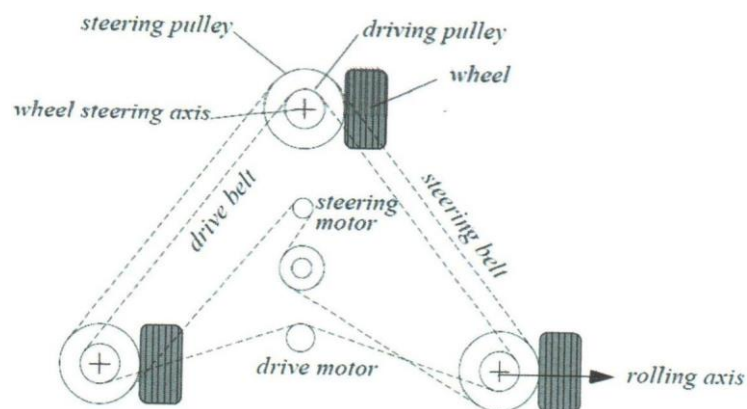 steering pulley
driving pulley
wheel
wheel steering axis
drive belt
steering belt
steering
motor
drive motor
rolling axis